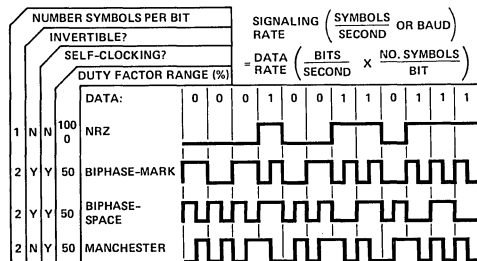 NUMBER SYMBOLS PER BIT
INVERTIBLE?
SELF-CLOCKING?
DUTY FACTOR RANGE (%)
SIGNALING RATE (SYMBOLS/SECOND OR BAUD)
= DATA RATE (BITS/SECOND X NO. SYMBOLS/BIT)
DATA: 0 0 0 1 0 0 1 1 0 1 1 1
1 N N 100 0 NRZ
2 Y Y 50 BIPHASE-MARK
2 Y Y 50 BIPHASE-SPACE
2 N Y 50 MANCHESTER